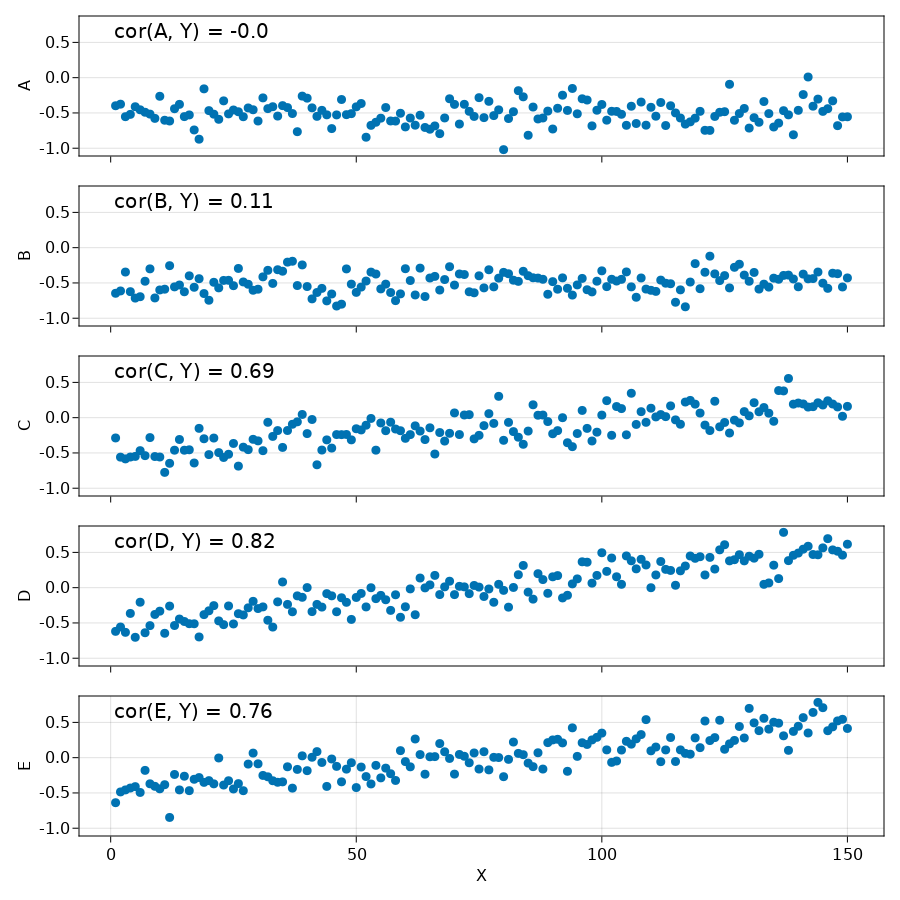 cor(A, Y) = -0.0
0.5
0.0
-0.5
-1.0
A
cor(B, Y) = 0.11
0.5
0.0
-0.5
-1.0
B
cor(C, Y) = 0.69
0.5
0.0
-0.5
-1.0
C
cor(D, Y) = 0.82
0.5
0.0
-0.5
-1.0
D
cor(E, Y) = 0.76
0.5
0.0
-0.5
-1.0
E
0 50 100 150
X